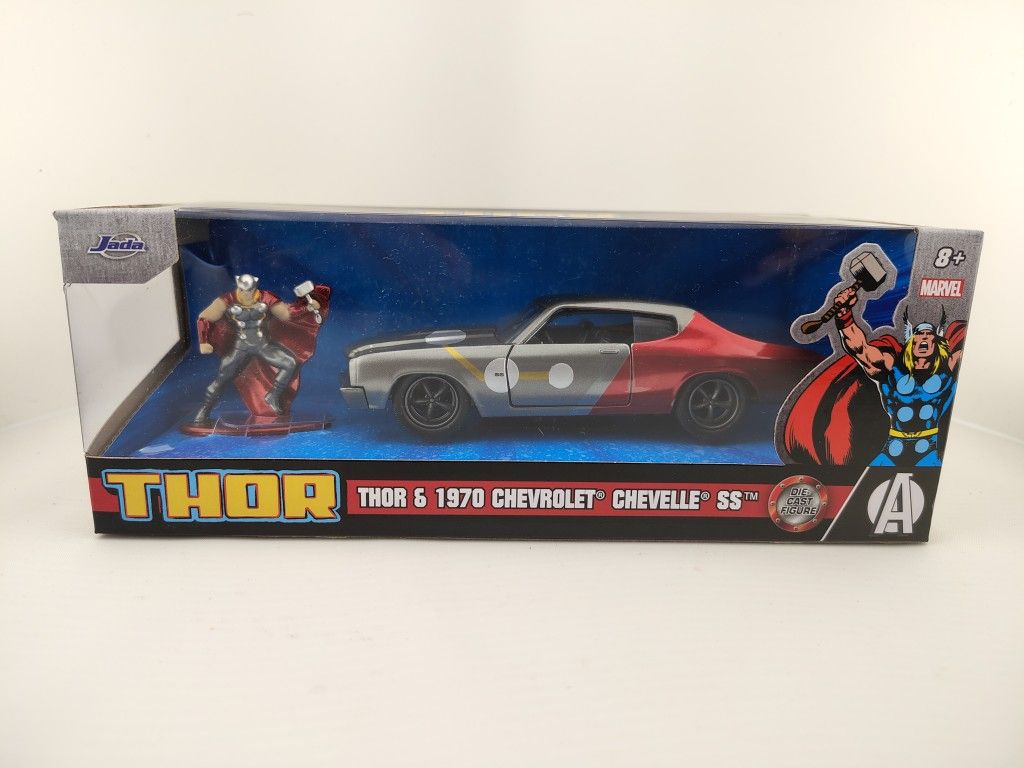 Jada
8+
MARVEL
SS
THOR
THOR & 1970 CHEVROLET® CHEVELLE® SS™
DIE
CAST
FIGURE
A